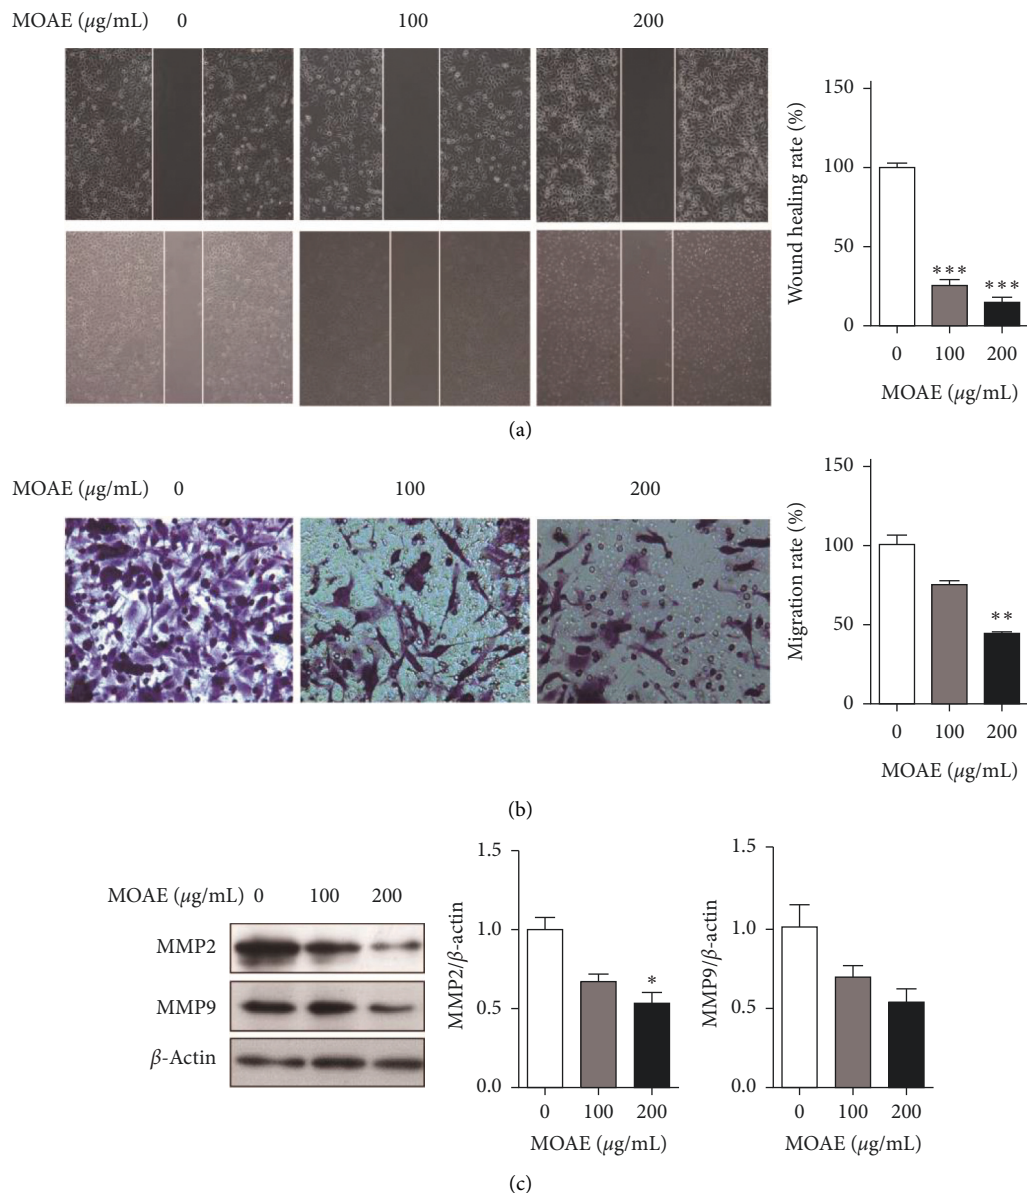 MOAE (μg/mL) 0 100 200
Wound healing rate (%)
150
100
50
0
***
***
0 100 200
MOAE (μg/mL)
(a)
MOAE (μg/mL) 0 100 200
Migration rate (%)
150
100
50
0
**
0 100 200
MOAE (μg/mL)
(b)
MOAE (μg/mL) 0 100 200
MMP2
MMP9
β-Actin
MMP2/β-actin
1.5
1.0
0.5
0.0
*
0 100 200
MOAE (μg/mL)
MMP9/β-actin
1.5
1.0
0.5
0.0
0 100 200
MOAE (μg/mL)
(c)